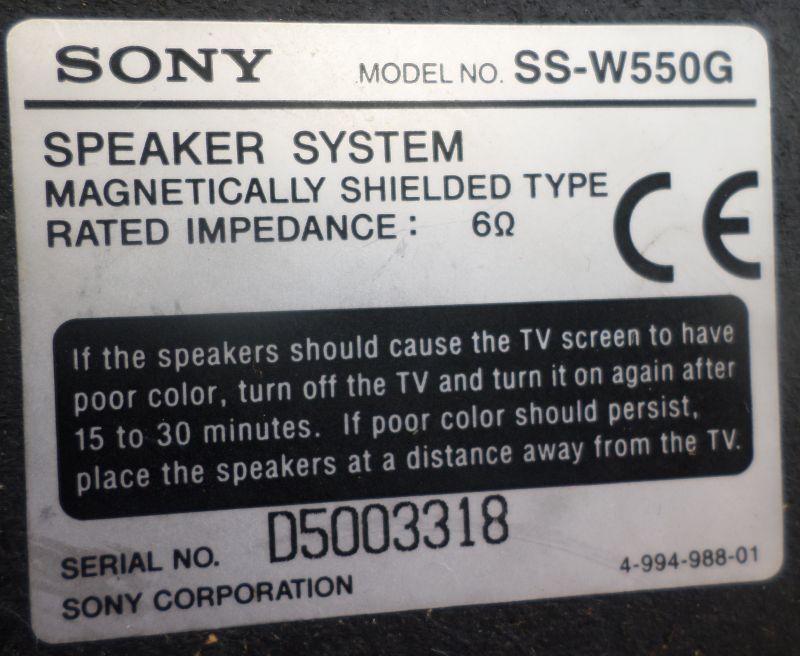 SONY MODEL NO. SS-W550G
SPEAKER SYSTEM
MAGNETICALLY SHIELDED TYPE
RATED IMPEDANCE : 6Ω
CE
If the speakers should cause the TV screen to have
poor color, turn off the TV and turn it on again after
15 to 30 minutes. If poor color should persist,
place the speakers at a distance away from the TV.
SERIAL NO. D5003318
SONY CORPORATION 4-994-988-01